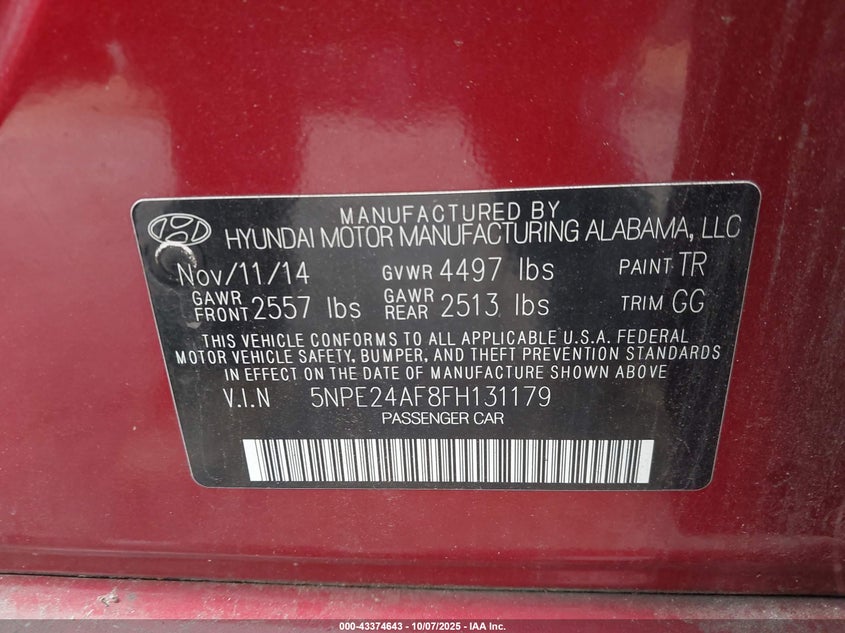 MANUFACTURED BY
HYUNDAI MOTOR MANUFACTURING ALABAMA, LLC
Nov/11/14 GVWR 4497 lbs PAINT TR
GAWR FRONT 2557 lbs GAWR REAR 2513 lbs TRIM GG
THIS VEHICLE CONFORMS TO ALL APPLICABLE U.S.A. FEDERAL
MOTOR VEHICLE SAFETY, BUMPER, AND THEFT PREVENTION STANDARDS
IN EFFECT ON THE DATE OF MANUFACTURE SHOWN ABOVE
V.I.N 5NPE24AF8FH131179
PASSENGER CAR
000-43374643 - 10/07/2025 - IAA Inc.